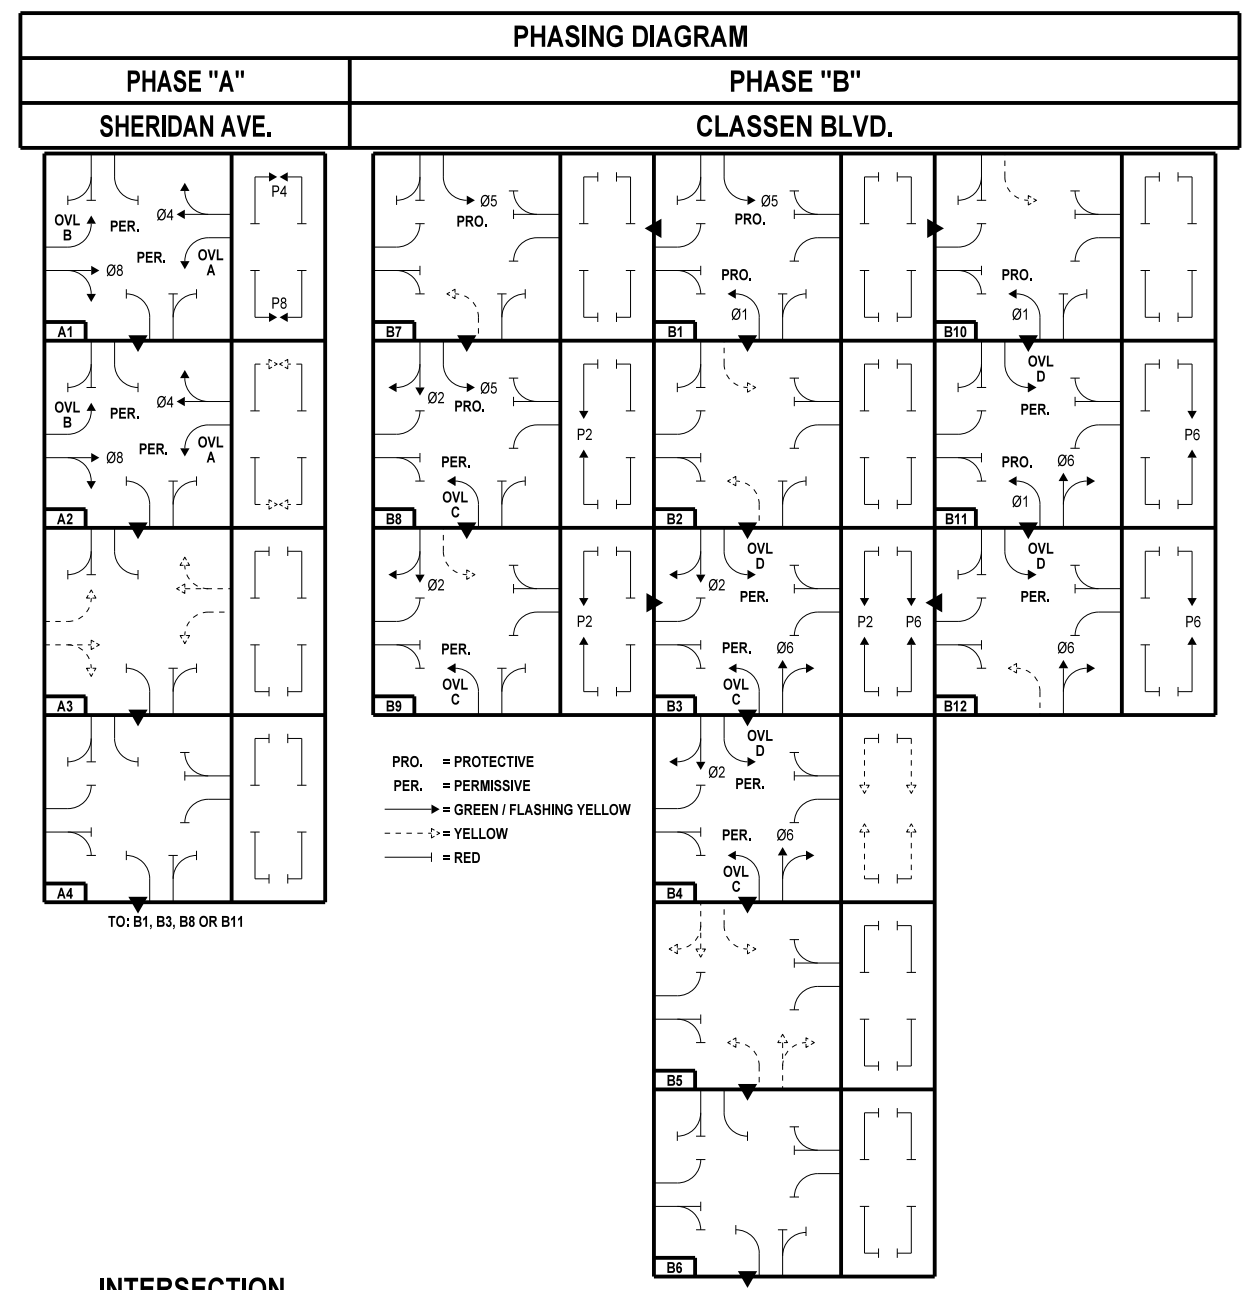 PHASING DIAGRAM
PHASE "A"
PHASE "B"
SHERIDAN AVE.
CLASSEN BLVD.
OVL B
PER.
Ø4
PER.
OVL A
Ø8
P4
P8
A1
OVL B
PER.
Ø4
PER.
OVL A
Ø8
A2
A3
A4
TO: B1, B3, B8 OR B11
Ø5
PRO.
B7
Ø2
Ø5
PRO.
PER.
OVL C
P2
B8
Ø2
PER.
OVL C
P2
B9
PRO. = PROTECTIVE
PER. = PERMISSIVE
= GREEN / FLASHING YELLOW
= YELLOW
= RED
Ø5
PRO.
PRO.
Ø1
B1
B2
OVL D
Ø2
PER.
PER.
Ø6
OVL C
P2
P6
B3
OVL D
Ø2
PER.
PER.
Ø6
OVL C
B4
B5
B6
PRO.
Ø1
B10
OVL D
PER.
PRO.
Ø6
Ø1
P6
B11
OVL D
PER.
Ø6
P6
B12
INTERSECTION